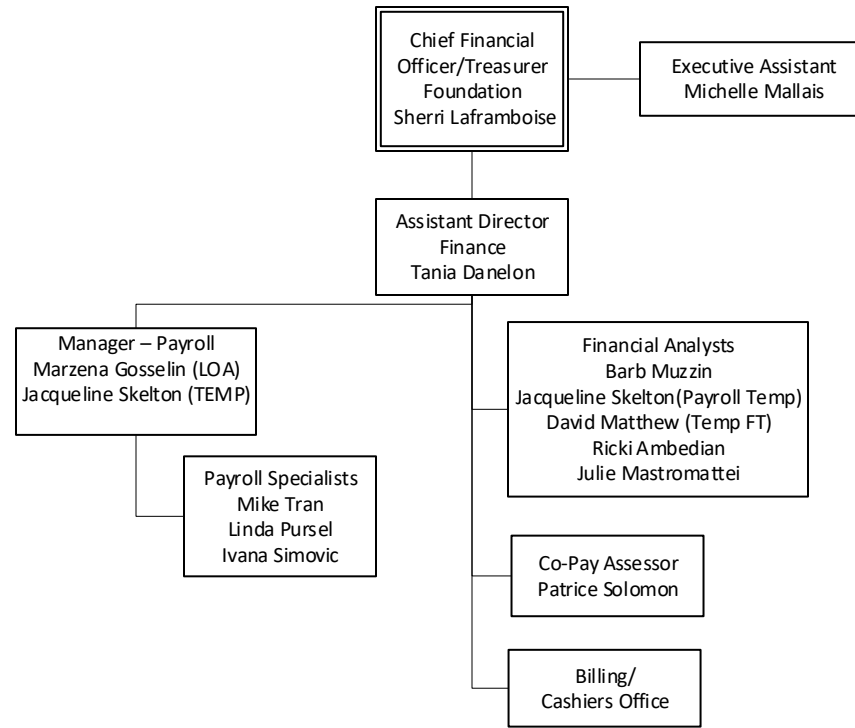 Chief Financial
Officer/Treasurer
Foundation
Sherri Laframboise
Executive Assistant
Michelle Mallais
Assistant Director
Finance
Tania Danelon
Manager – Payroll
Marzena Gosselin (LOA)
Jacqueline Skelton (TEMP)
Financial Analysts
Barb Muzzin
Jacqueline Skelton(Payroll Temp)
David Matthew (Temp FT)
Ricki Ambedian
Julie Mastromattei
Payroll Specialists
Mike Tran
Linda Pursel
Ivana Simovic
Co-Pay Assessor
Patrice Solomon
Billing/
Cashiers Office